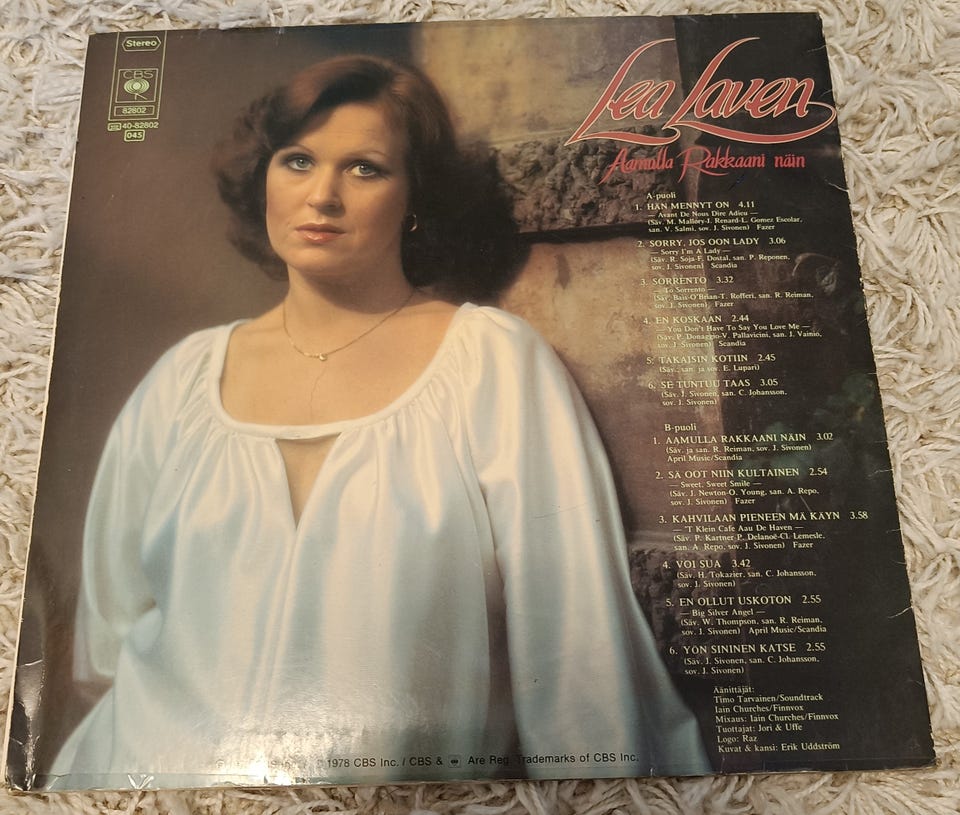 Stereo
CBS
82802
40-82802
045
Lea Laven
Aamulla Rakkaani näin
A-puoli
1. HÄN MENNYT ON 4.11
— Avant De Nous Dire Adieu —
(Säv. M. Mallory-J. Renard-L. Gomez Escolar,
san. V. Salmi, sov. J. Sivonen) Fazer
2. SORRY, JOS OON LADY 3.06
— Sorry I'm A Lady —
(Säv. R. Soja-F. Dostal, san. P. Reponen,
sov. J. Sivonen) Scandia
3. SORRENTO 3.32
— To Sorrento —
(Säv. Bais-O'Brian-T. Rofferi, san. R. Reiman,
sov. J. Sivonen) Fazer
4. EN KOSKAAN 2.44
— You Don't Have To Say You Love Me —
(Säv. P. Donaggio-V. Pallavicini, san. J. Vainio,
sov. J. Sivonen) Scandia
5. TAKAISIN KOTIIN 2.45
(Säv., san. ja sov. E. Lupari)
6. SE TUNTUU TAAS 3.05
(Säv. J. Sivonen, san. C. Johansson,
sov. J. Sivonen)
B-puoli
1. AAMULLA RAKKAANI NÄIN 3.02
(Säv. ja san. R. Reiman, sov. J. Sivonen)
April Music/Scandia
2. SÄ OOT NIIN KULTAINEN 2.54
— Sweet, Sweet Smile —
(Säv. J. Newton-O. Young, san. A. Repo,
sov. J. Sivonen) Fazer
3. KAHVILAAN PIENEEN MÄ KÄYN 3.58
— 'T Klein Cafe Aau De Haven —
(Säv. P. Kartner-P. Delanoë-Cl. Lemesle,
san. A. Repo, sov. J. Sivonen) Fazer
4. VOI SUA 3.42
(Säv. H. Tokazier, san. C. Johansson,
sov. J. Sivonen)
5. EN OLLUT USKOTON 2.55
— Big Silver Angel —
(Säv. W. Thompson, san. R. Reiman,
sov. J. Sivonen) April Music/Scandia
6. YÖN SININEN KATSE 2.55
(Säv. J. Sivonen, san. C. Johansson,
sov. J. Sivonen)
Äänittäjät:
Timo Tarvainen/Soundtrack
Iain Churches/Finnvox
Mixaus: Iain Churches/Finnvox
Tuottajat: Jori & Uffe
Logo: Raz
Kuvat & kansi: Erik Uddström
1978 CBS Inc. / CBS & Are Reg. Trademarks of CBS Inc.